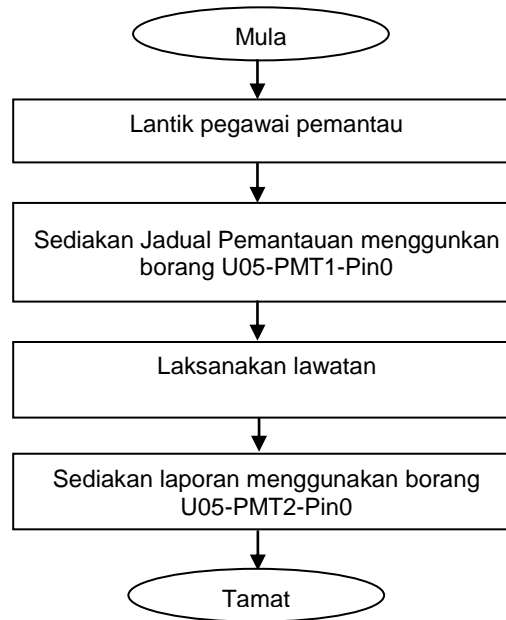 Mula
Lantik pegawai pemantau
Sediakan Jadual Pemantauan menggunkan
borang U05-PMT1-Pin0
Laksanakan lawatan
Sediakan laporan menggunakan borang
U05-PMT2-Pin0
Tamat